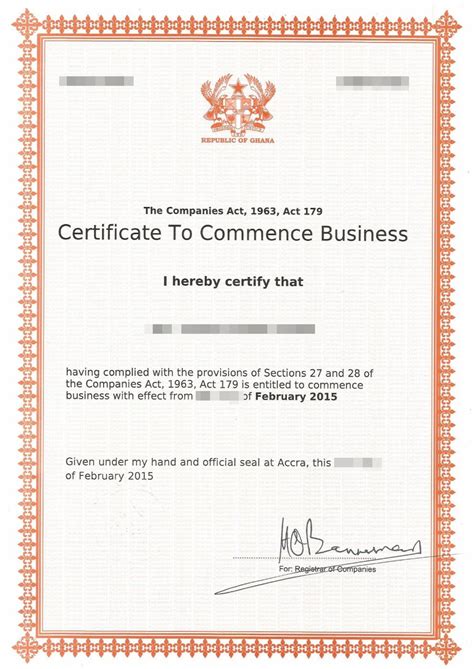 REPUBLIC OF GHANA
The Companies Act, 1963, Act 179
Certificate To Commence Business
I hereby certify that
having complied with the provisions of Sections 27 and 28 of
the Companies Act, 1963, Act 179 is entitled to commence
business with effect from of February 2015
Given under my hand and official seal at Accra, this
of February 2015
For: Registrar of Companies